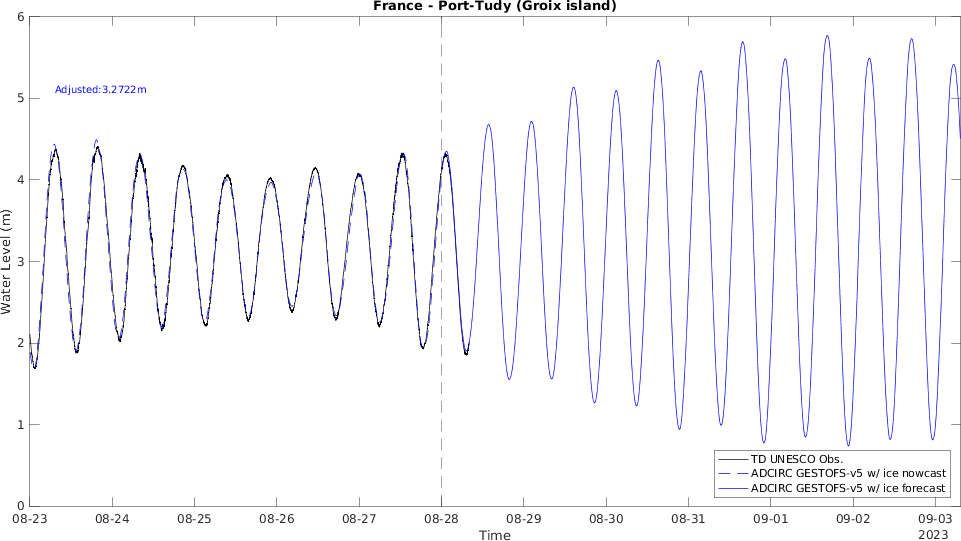 France - Port-Tudy (Groix island)
6
5
4
3
2
1
0
Water Level (m)
Adjusted:3.2722m
TD UNESCO Obs.
ADCIRC GESTOFS-v5 w/ ice nowcast
ADCIRC GESTOFS-v5 w/ ice forecast
08-23 08-24 08-25 08-26 08-27 08-28 08-29 08-30 08-31 09-01 09-02 09-03
Time
2023